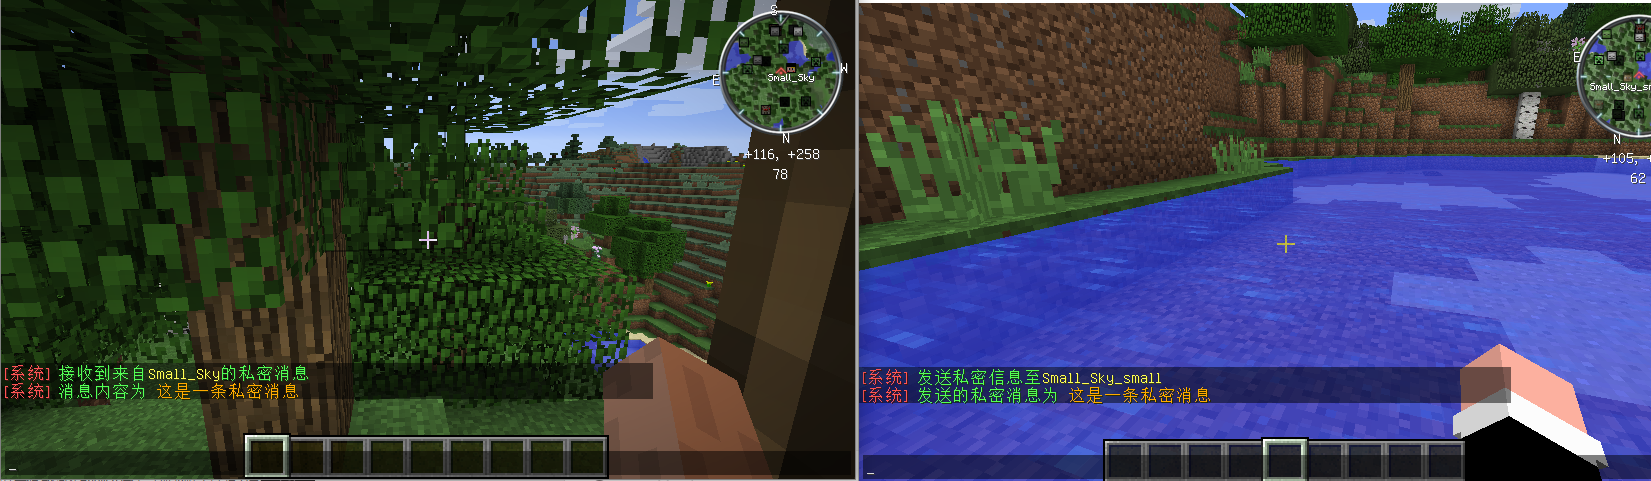 S
E
W
Small_Sky
N
+116, +258
78
[系统] 接收到来自Small_Sky的私密消息
[系统] 消息内容为 这是一条私密消息
_
E
Small_Sky_s
N
+105,
62
[系统] 发送私密信息至Small_Sky_small
[系统] 发送的私密消息为 这是一条私密消息
_